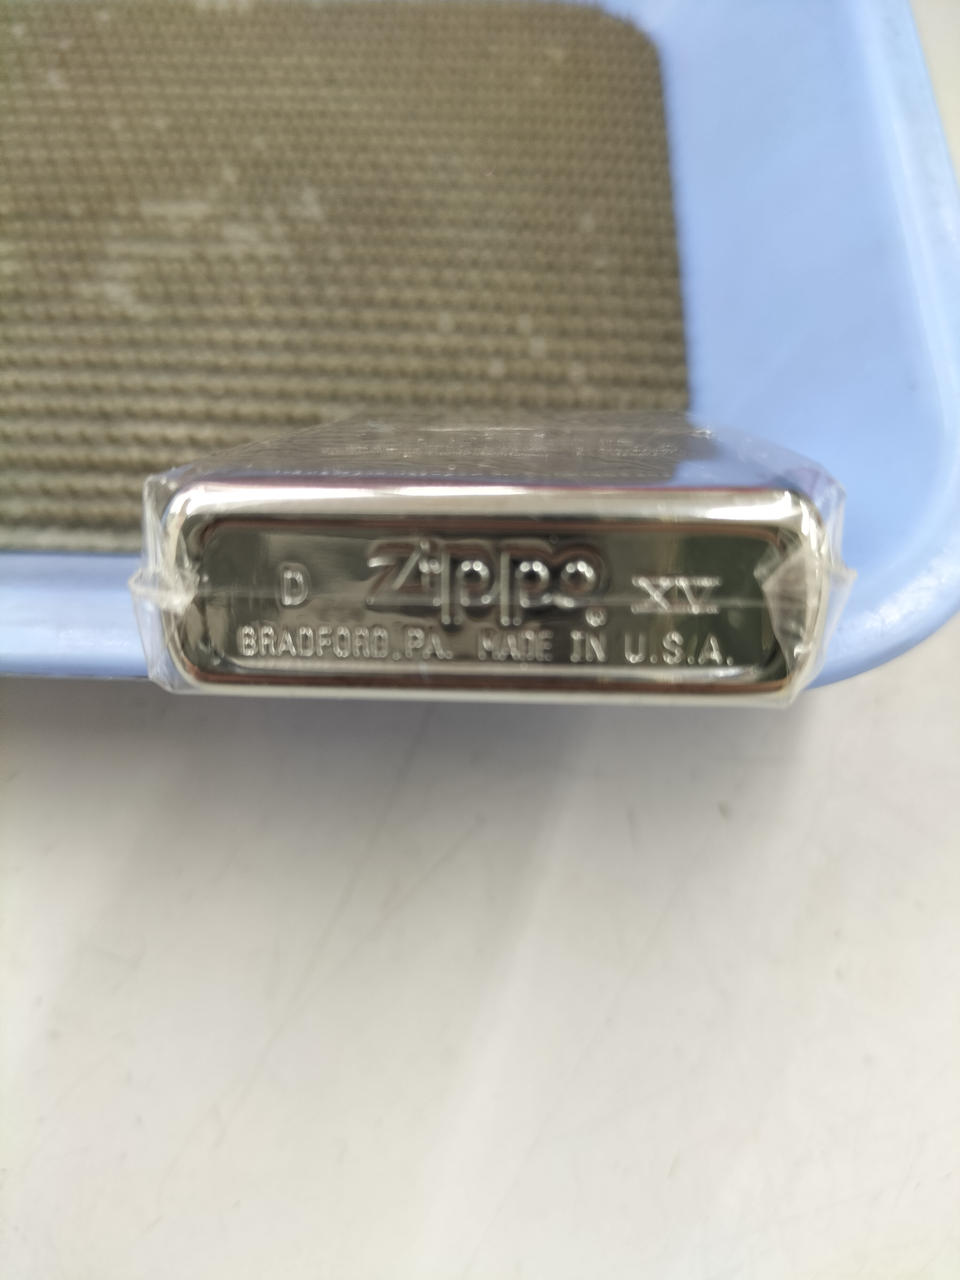 D Zippo® XV
BRADFORD, PA. MADE IN U.S.A.